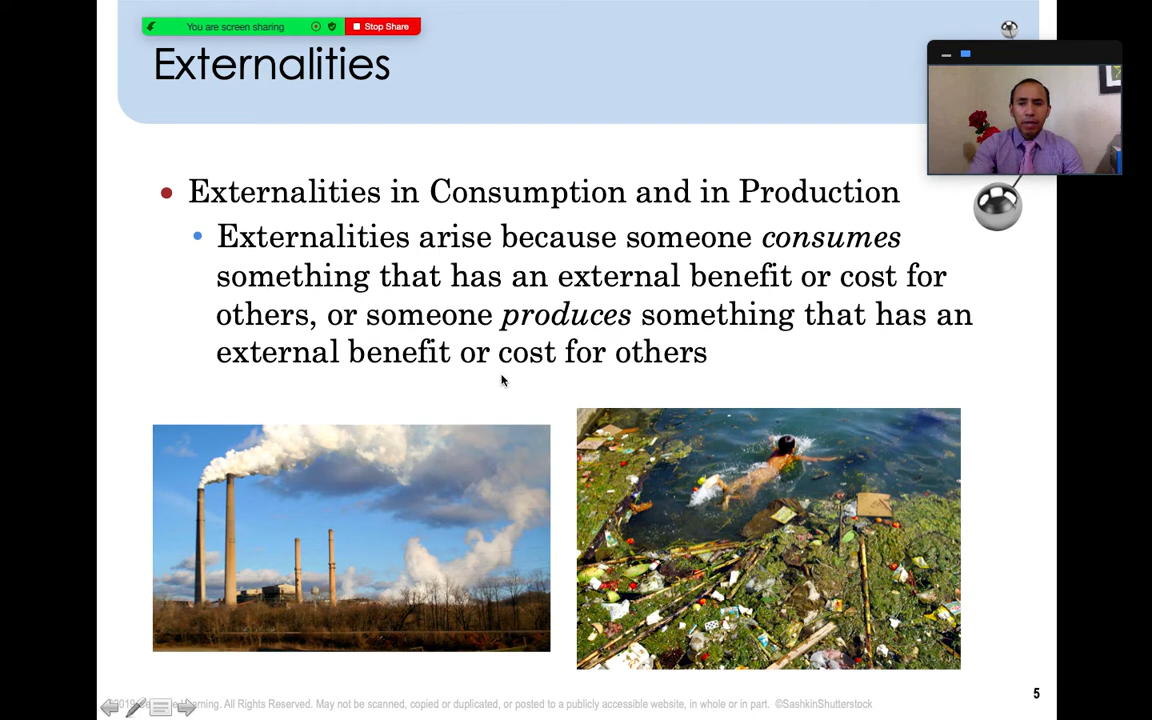 You are screen sharing
Stop Share
Externalities
Externalities in Consumption and in Production
Externalities arise because someone consumes
something that has an external benefit or cost for
others, or someone produces something that has an
external benefit or cost for others
5
All Rights Reserved. May not be scanned, copied or duplicated, or posted to a publicly accessible website, in whole or in part. ©SashkinShutterstock